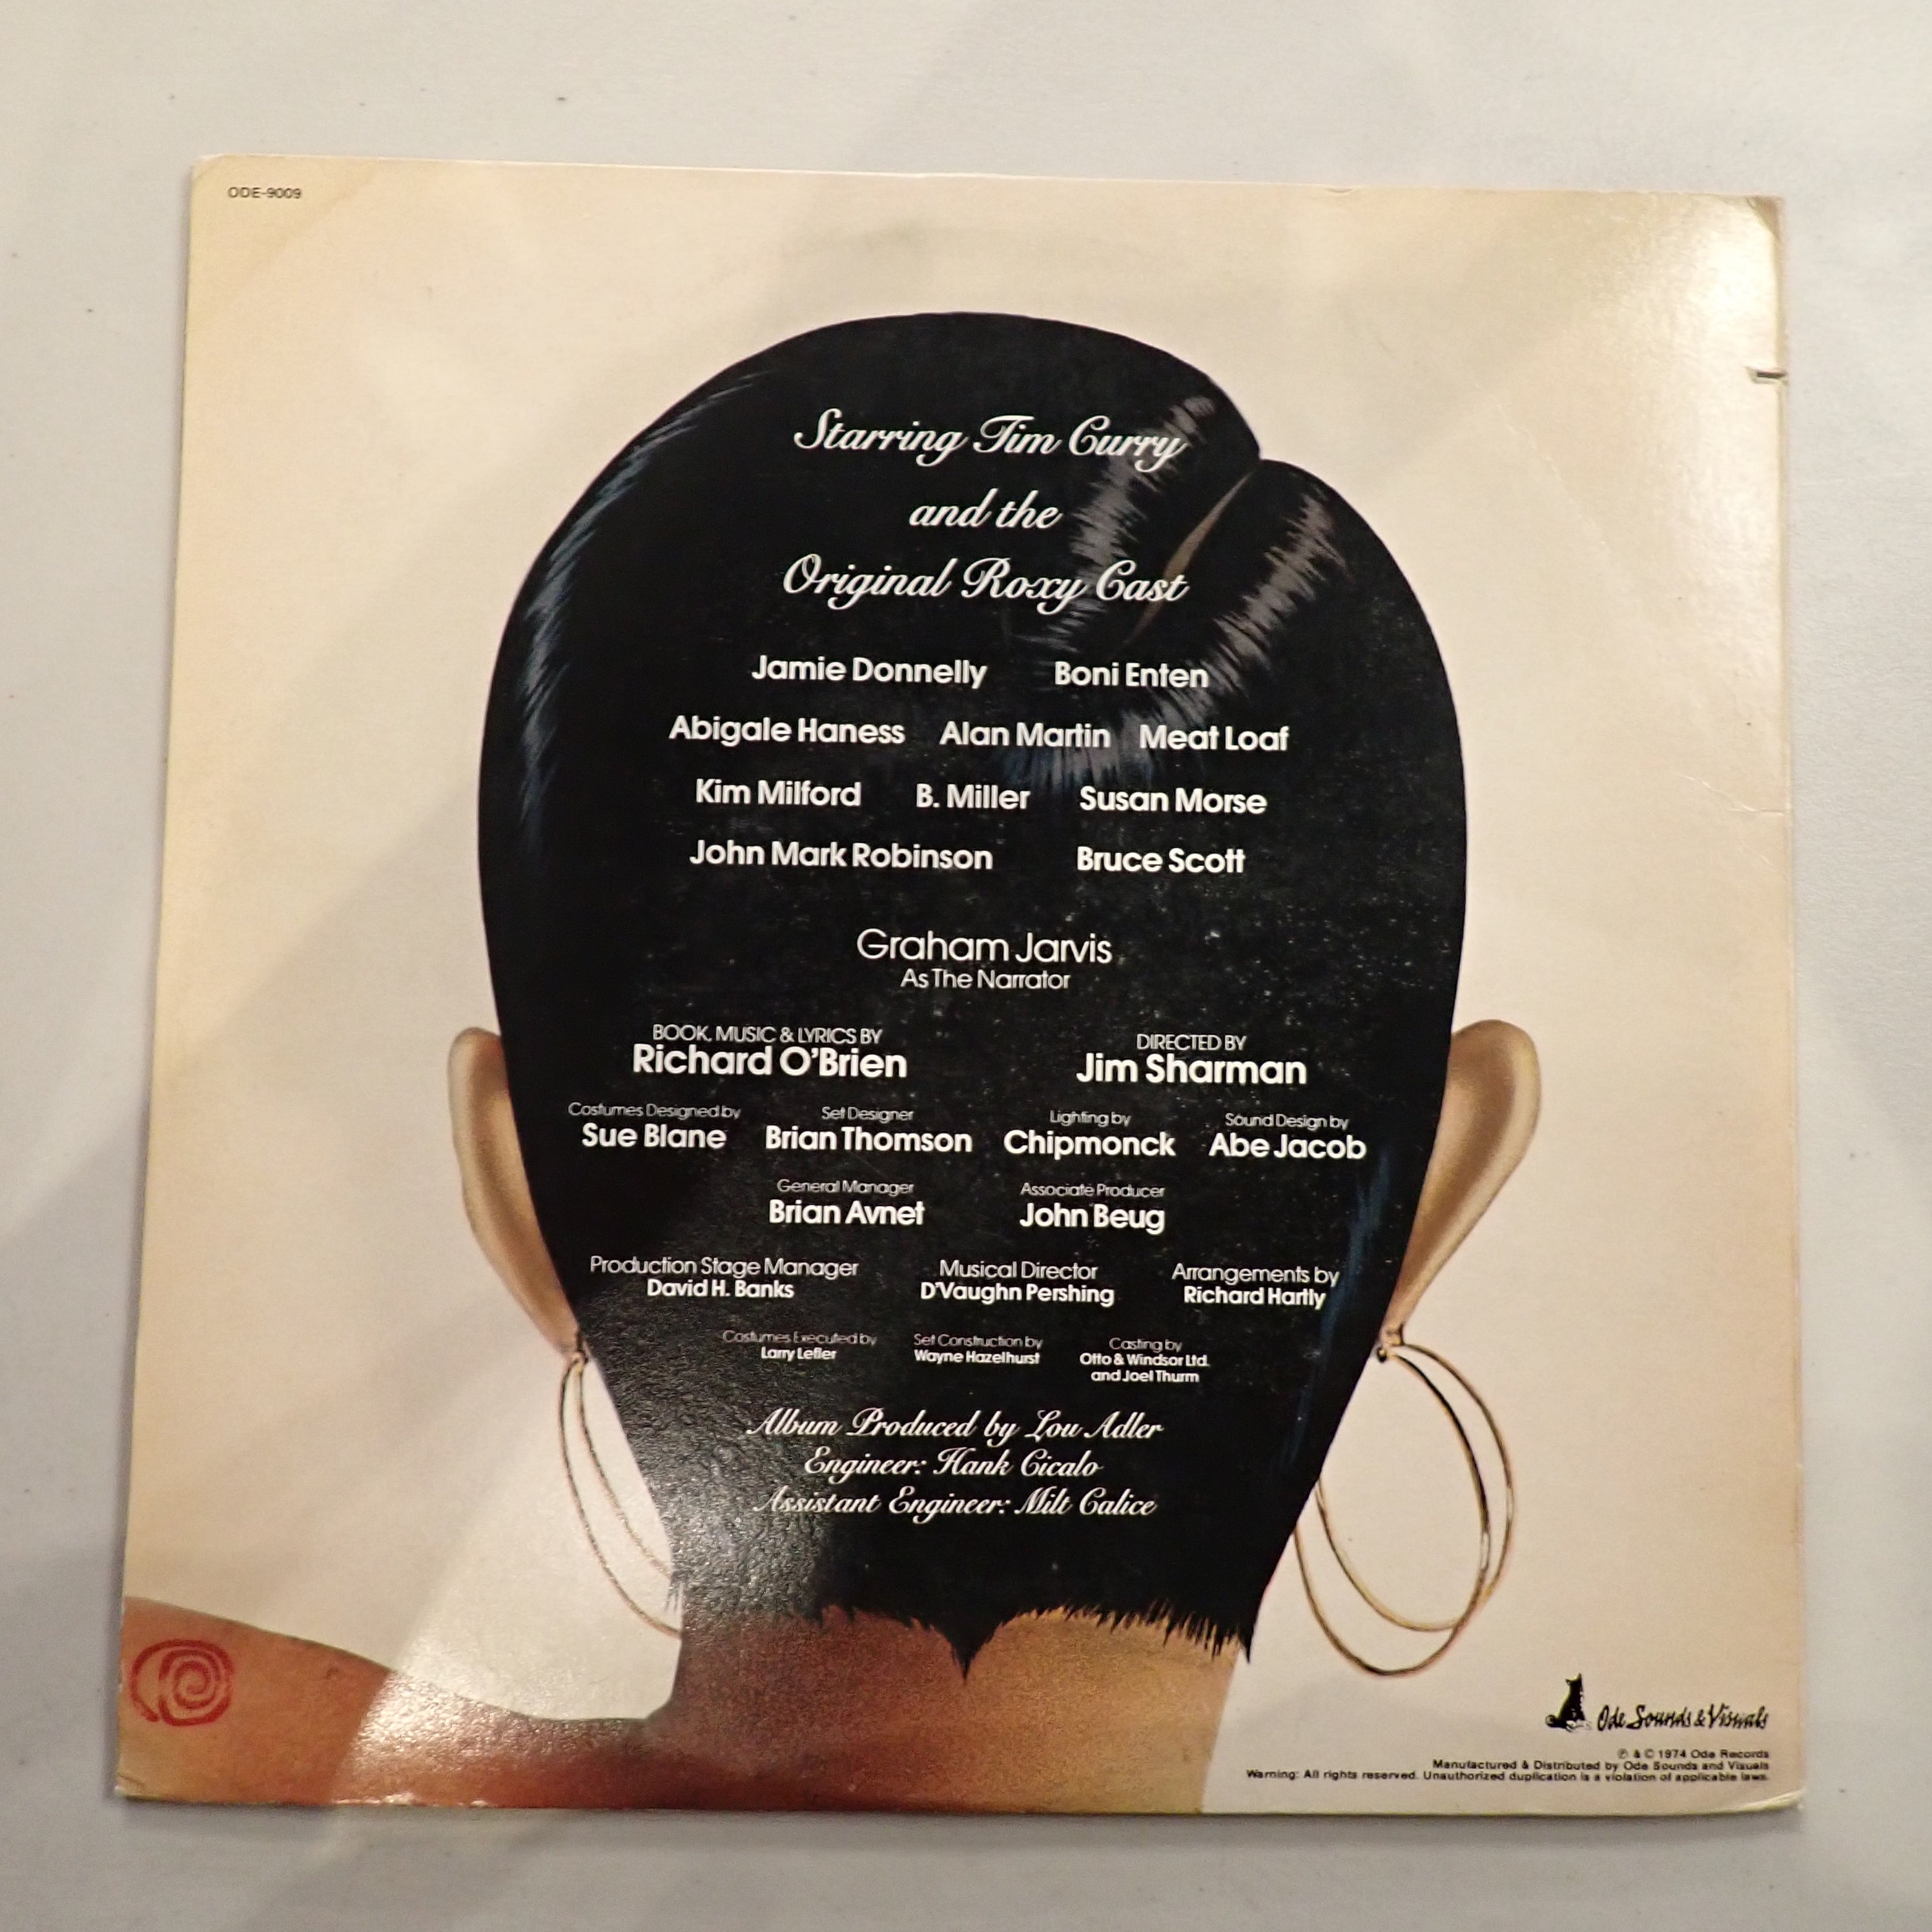 ODE-9009
Starring Tim Curry
and the
Original Roxy Cast
Jamie Donnelly Boni Enten
Abigale Haness Alan Martin Meat Loaf
Kim Milford B. Miller Susan Morse
John Mark Robinson Bruce Scott
Graham Jarvis
As The Narrator
BOOK, MUSIC & LYRICS BY DIRECTED BY
Richard O'Brien Jim Sharman
Costumes Designed by Set Designer Lighting by Sound Design by
Sue Blane Brian Thomson Chipmonck Abe Jacob
General Manager Associate Producer
Brian Avnet John Beug
Production Stage Manager Musical Director Arrangements by
David H. Banks D'Vaughn Pershing Richard Hartly
Costumes Executed by Set Construction by Casting by
Larry Lefler Wayne Hazelhurst Otto & Windsor Ltd.
and Joel Thurm
Album Produced by Lou Adler
Engineer: Hank Cicalo
Assistant Engineer: Milt Calice
Ode Sounds & Visuals
℗ & © 1974 Ode Records
Manufactured & Distributed by Ode Sounds and Visuals
Warning: All rights reserved. Unauthorized duplication is a violation of applicable laws.